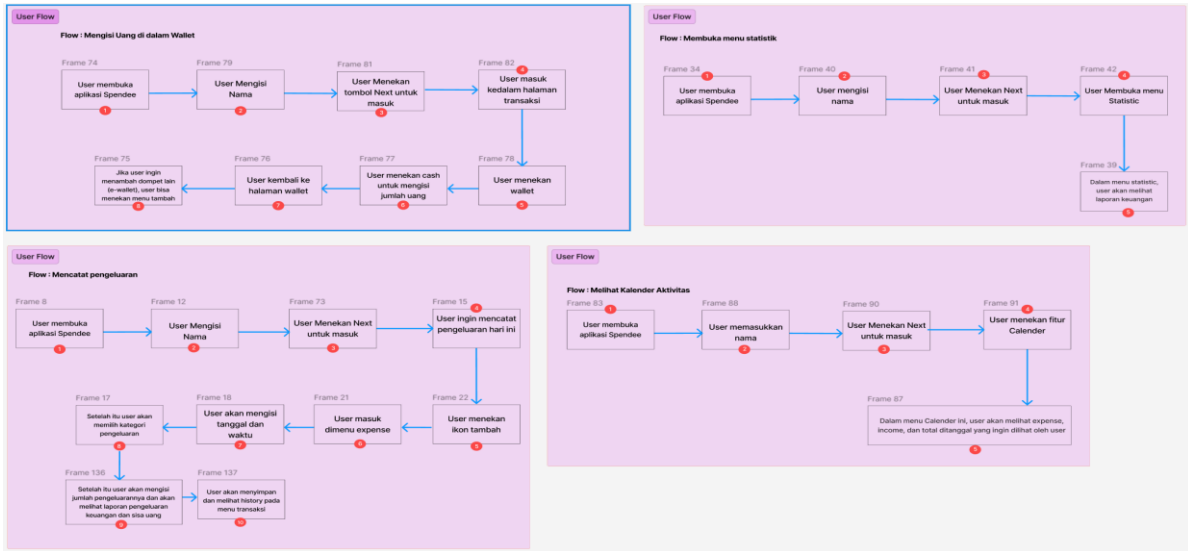 User Flow
Flow : Mengisi Uang di dalam Wallet
Frame 74
User membuka
aplikasi Spendee
1
Frame 79
User Mengisi
Nama
2
Frame 81
User Menekan
tombol Next untuk
masuk
3
Frame 82
4
User masuk
kedalam halaman
transaksi
Frame 78
User menekan
wallet
5
Frame 77
User menekan cash
untuk mengisi
jumlah uang
6
Frame 76
User kembali ke
halaman wallet
7
Frame 75
Jika user ingin
menambah dompet lain
(e-wallet), user bisa
menekan menu tambah
8
User Flow
Flow : Membuka menu statistik
Frame 34
1
User membuka
aplikasi Spendee
Frame 40
2
User mengisi
nama
Frame 41
3
User Menekan Next
untuk masuk
Frame 42
4
User Membuka menu
Statistic
Frame 39
Dalam menu statistic,
user akan melihat
laporan keuangan
5
User Flow
Flow : Mencatat pengeluaran
Frame 8
User membuka
aplikasi Spendee
1
Frame 12
User Mengisi
Nama
2
Frame 73
User Menekan Next
untuk masuk
3
Frame 15
4
User ingin mencatat
pengeluaran hari ini
Frame 22
User menekan
ikon tambah
5
Frame 21
User masuk
dimenu expense
6
Frame 18
User akan mengisi
tanggal dan
waktu
7
Frame 17
Setelah itu user akan
memilih kategori
pengeluaran
8
Frame 136
Setelah itu user akan mengisi
jumlah pengeluarannya dan akan
melihat laporan pengeluaran
keuangan dan sisa uang
9
Frame 137
User akan menyimpan
dan melihat history pada
menu transaksi
10
User Flow
Flow : Melihat Kalender Aktivitas
Frame 83
1
User membuka
aplikasi Spendee
Frame 88
User memasukkan
nama
2
Frame 90
User Menekan Next
untuk masuk
3
Frame 91
4
User menekan fitur
Calender
Frame 87
Dalam menu Calender ini, user akan melihat expense,
income, dan total ditanggal yang ingin dilihat oleh user
5